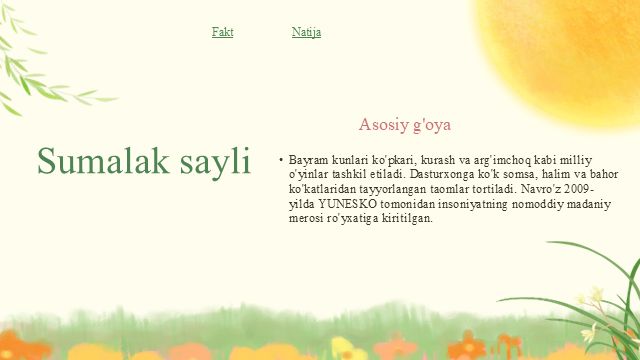 Fakt Natija
Asosiy g'oya
Sumalak sayli
• Bayram kunlari ko'pkari, kurash va arg'imchoq kabi milliy
o'yinlar tashkil etiladi. Dasturxonga ko'k somsa, halim va bahor
ko'katlaridan tayyorlangan taomlar tortiladi. Navro'z 2009-
yilda YUNESKO tomonidan insoniyatning nomoddiy madaniy
merosi ro'yxatiga kiritilgan.